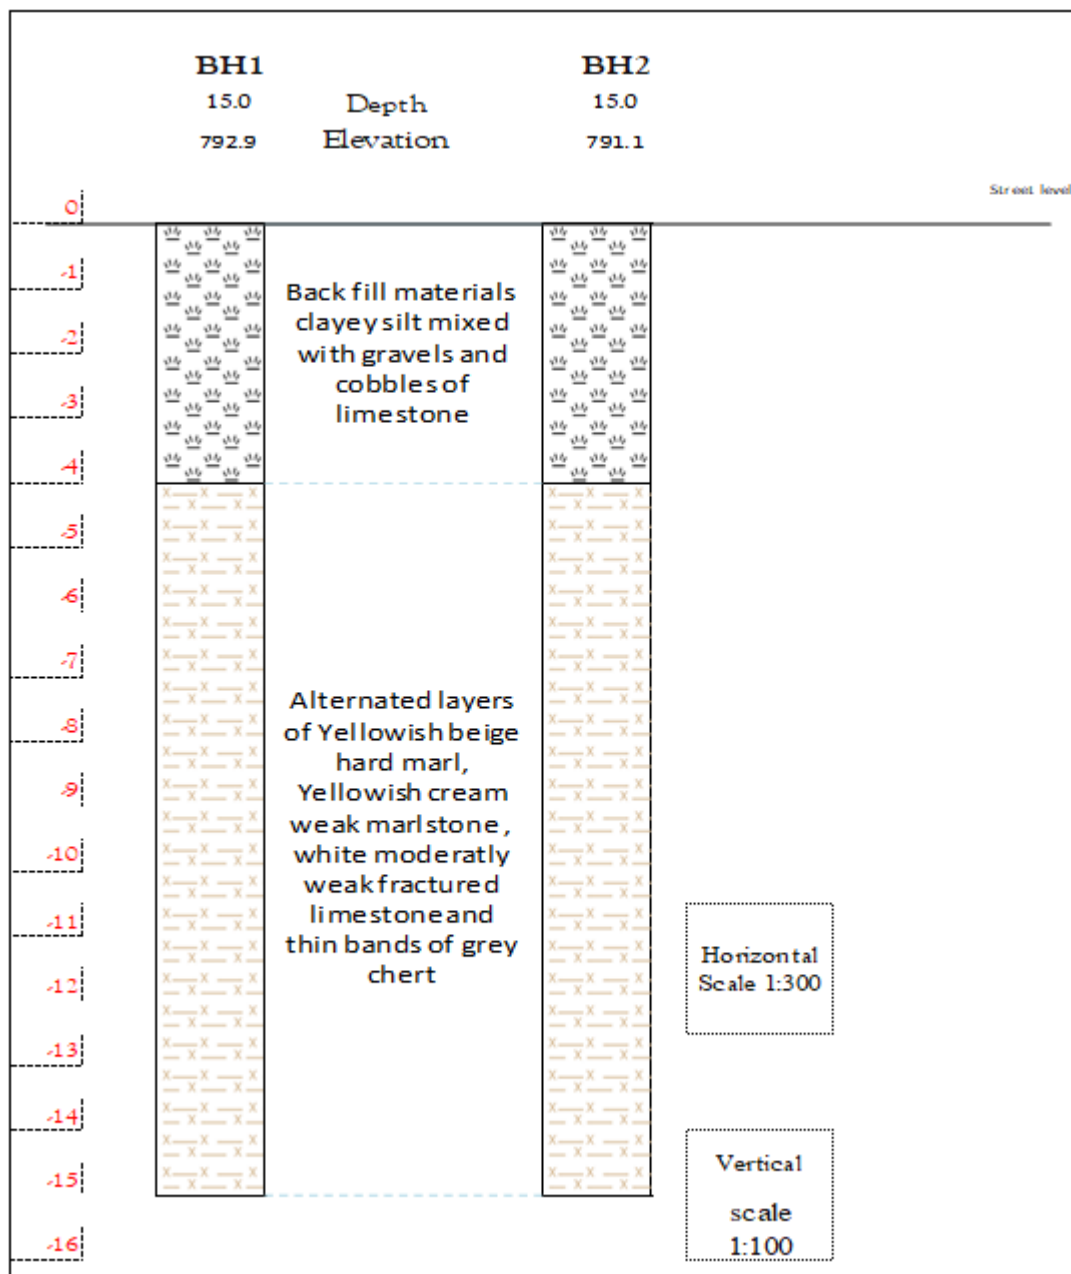 BH1 BH2
15.0 Depth 15.0
792.9 Elevation 791.1
Street level
0
-1
-2
-3
-4
-5
-6
-7
-8
-9
-10
-11
-12
-13
-14
-15
-16
Back fill materials
clayey silt mixed
with gravels and
cobbles of
limestone
Alternated layers
of Yellowish beige
hard marl,
Yellowish cream
weak marlstone,
white moderatly
weak fractured
limestone and
thin bands of grey
chert
Horizontal
Scale 1:300
Vertical
scale
1:100